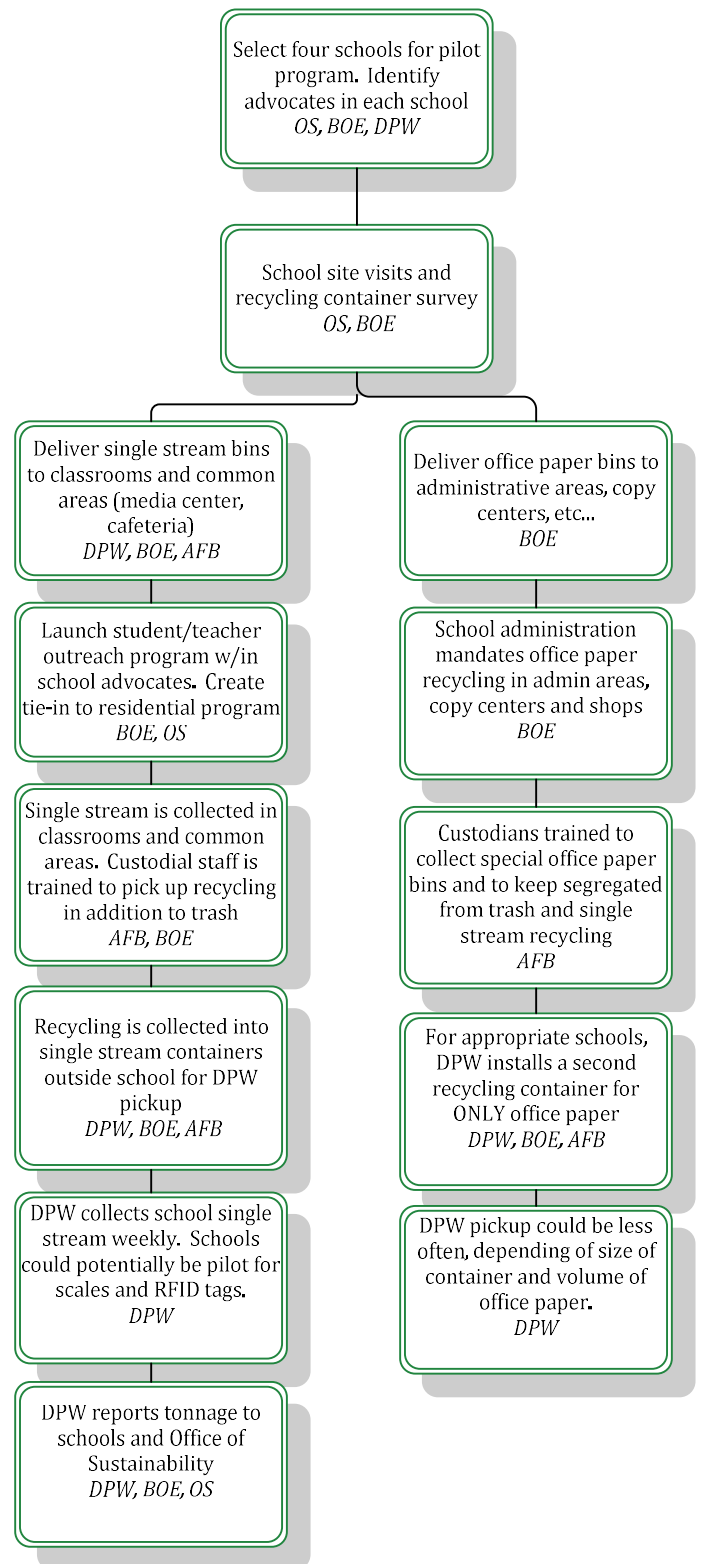 Select four schools for pilot
program.  Identify
advocates in each school
OS, BOE, DPW
School site visits and
recycling container survey
OS, BOE
Deliver single stream bins
to classrooms and common
areas (media center,
cafeteria)
DPW, BOE, AFB
Launch student/teacher
outreach program w/in
school advocates.  Create
tie-in to residential program
BOE, OS
Single stream is collected in
classrooms and common
areas.  Custodial staff is
trained to pick up recycling
in addition to trash
AFB, BOE
Recycling is collected into
single stream containers
outside school for DPW
pickup
DPW, BOE, AFB
DPW collects school single
stream weekly.  Schools
could potentially be pilot for
scales and RFID tags.
DPW
DPW reports tonnage to
schools and Office of
Sustainability
DPW, BOE, OS
Deliver office paper bins to
administrative areas, copy
centers, etc...
BOE
School administration
mandates office paper
recycling in admin areas,
copy centers and shops
BOE
Custodians trained to
collect special office paper
bins and to keep segregated
from trash and single
stream recycling
AFB
For appropriate schools,
DPW installs a second
recycling container for
ONLY office paper
DPW, BOE, AFB
DPW pickup could be less
often, depending of size of
container and volume of
office paper.
DPW